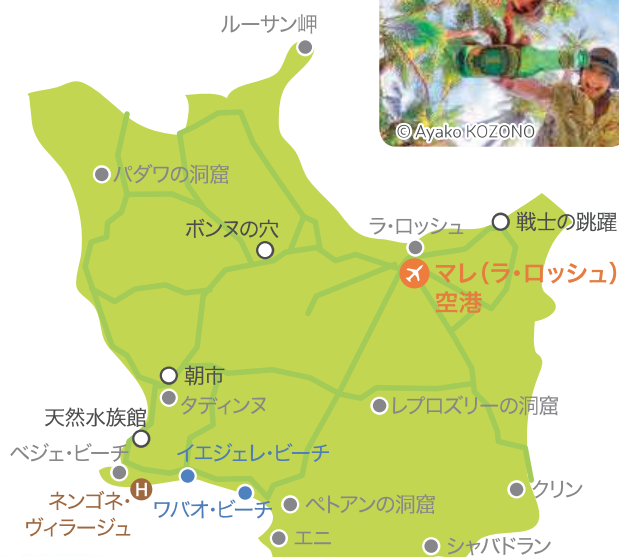 ルーサン岬
© Ayako KOZONO
パダワの洞窟
ボンヌの穴
ラ・ロッシュ
戦士の跳躍
マレ（ラ・ロッシュ）
空港
朝市
タディンヌ
レプロズリーの洞窟
天然水族館
ベジェ・ビーチ
イエジェレ・ビーチ
H
ネンゴネ・
ヴィラージュ
ワバオ・ビーチ
ペトアンの洞窟
クリン
エニ
シャバドラン